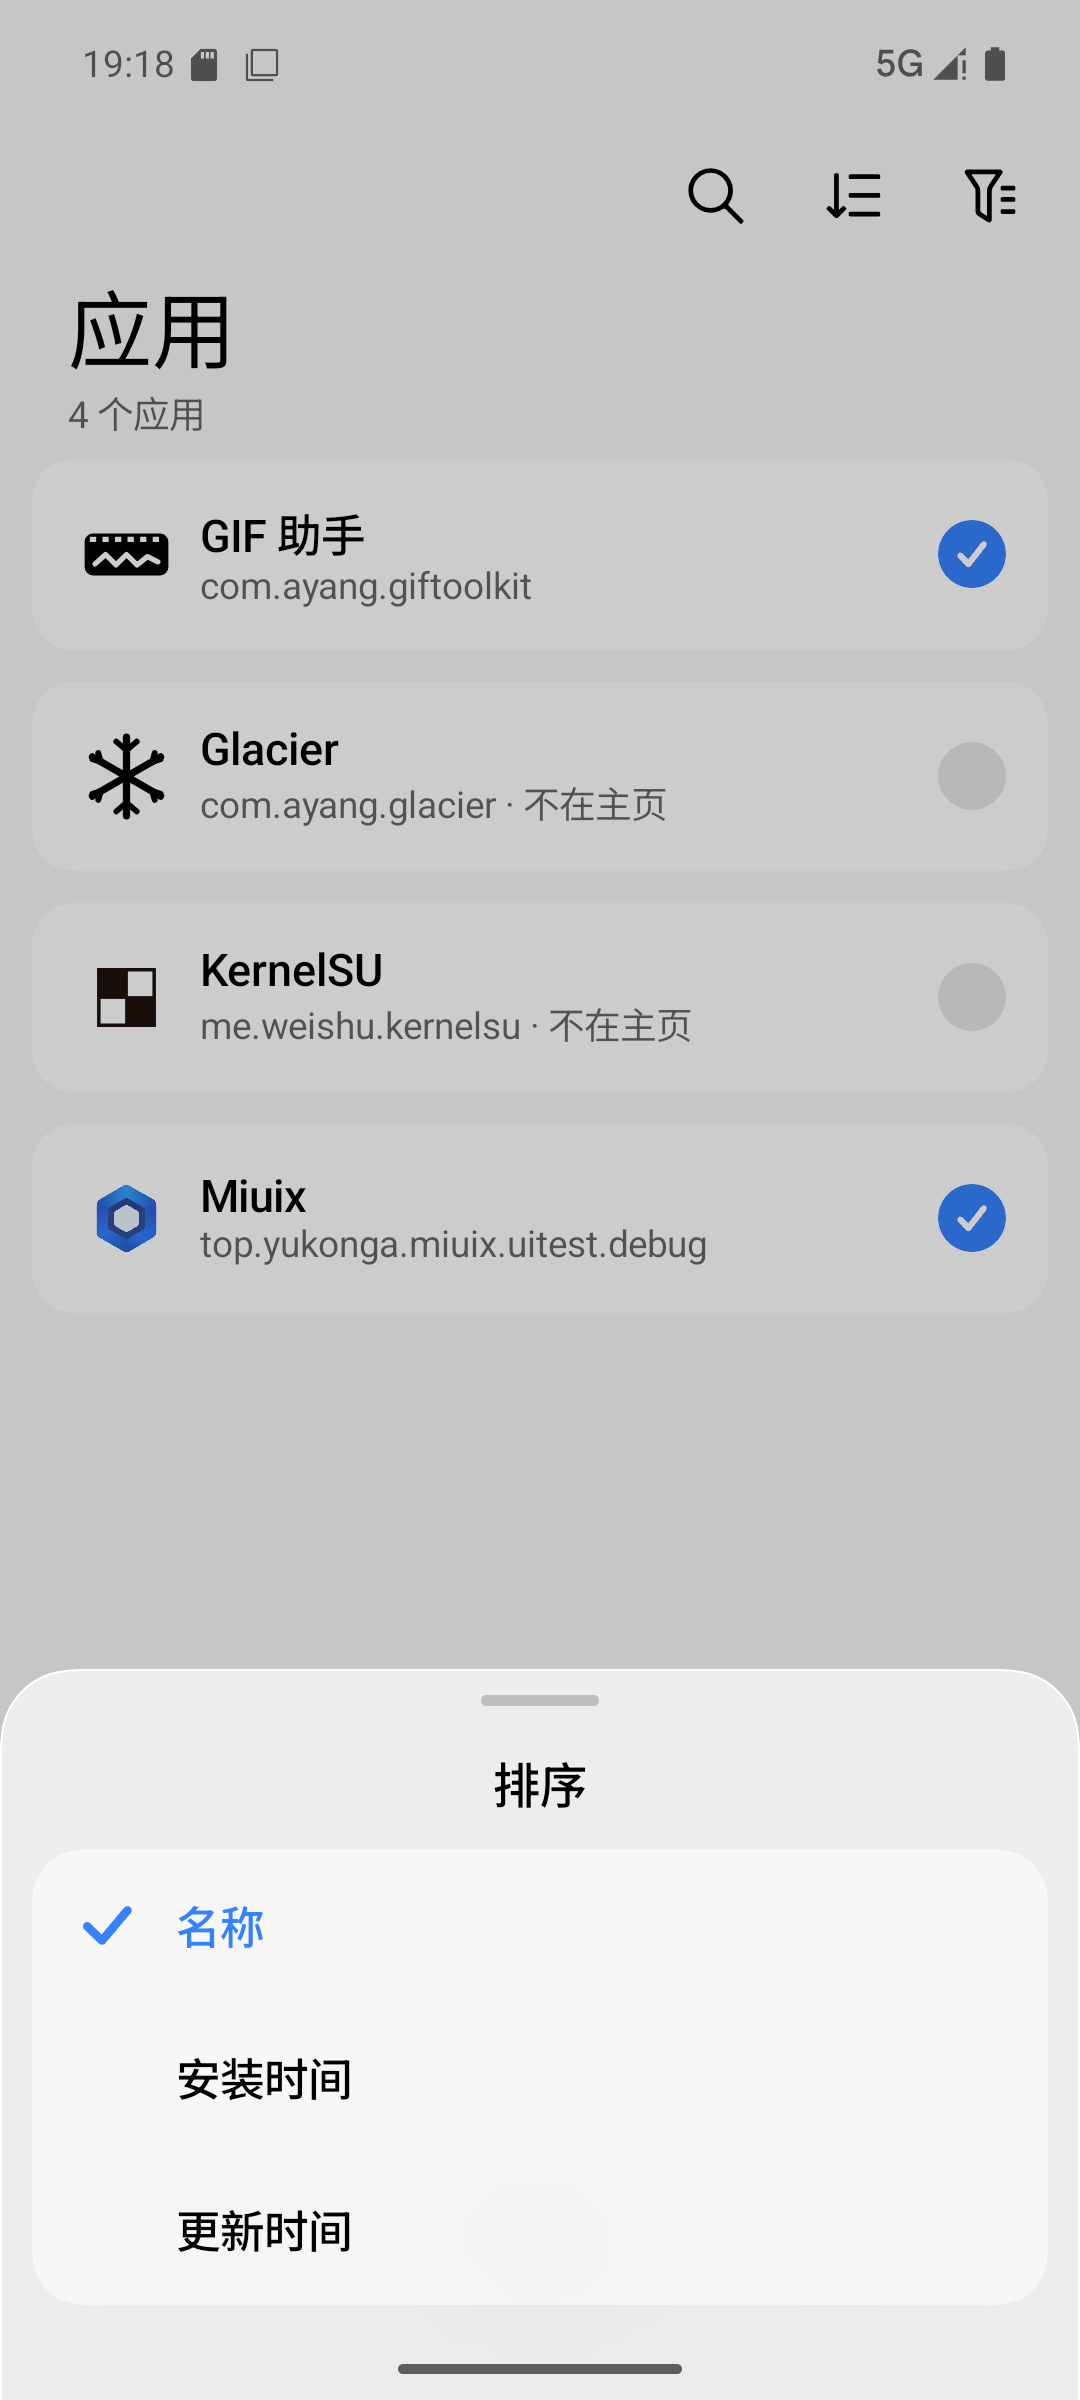 19:18
5G
应用
4 个应用
GIF 助手
com.ayang.giftoolkit
Glacier
com.ayang.glacier · 不在主页
KernelSU
me.weishu.kernelsu · 不在主页
Miuix
top.yukonga.miuix.uitest.debug
排序
名称
安装时间
更新时间